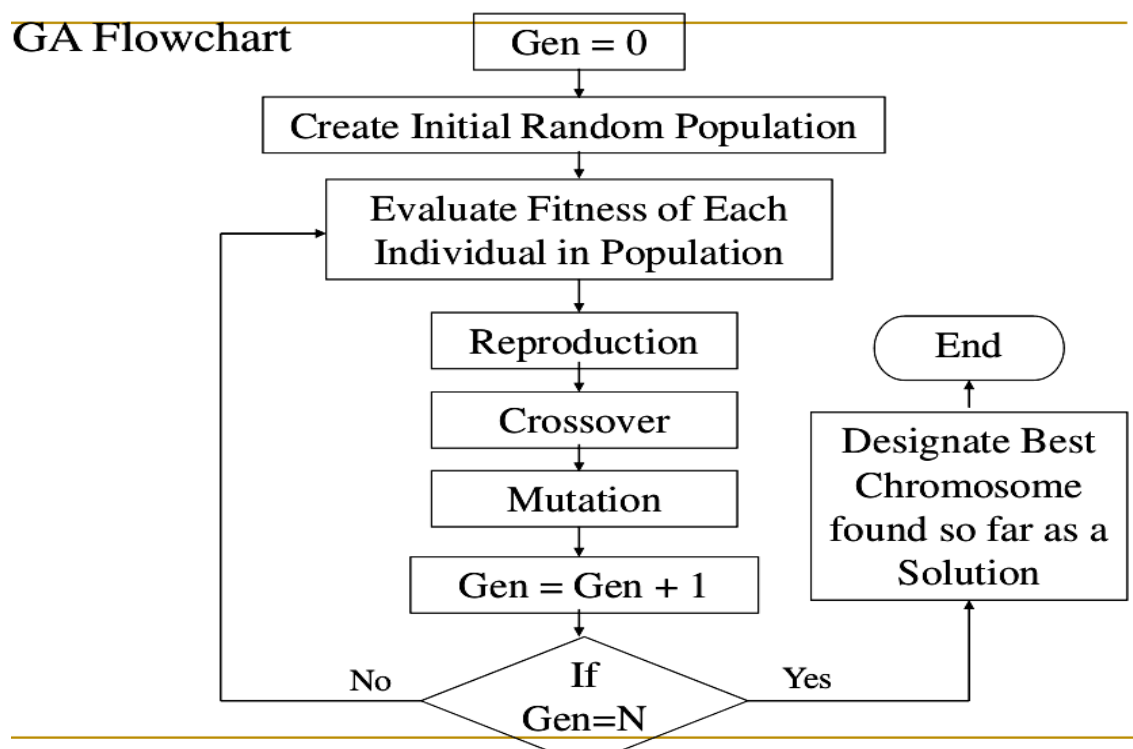 GA Flowchart
Gen = 0
Create Initial Random Population
Evaluate Fitness of Each
Individual in Population
Reproduction
Crossover
Mutation
Gen = Gen + 1
If
Gen=N
No
Yes
Designate Best
Chromosome
found so far as a
Solution
End